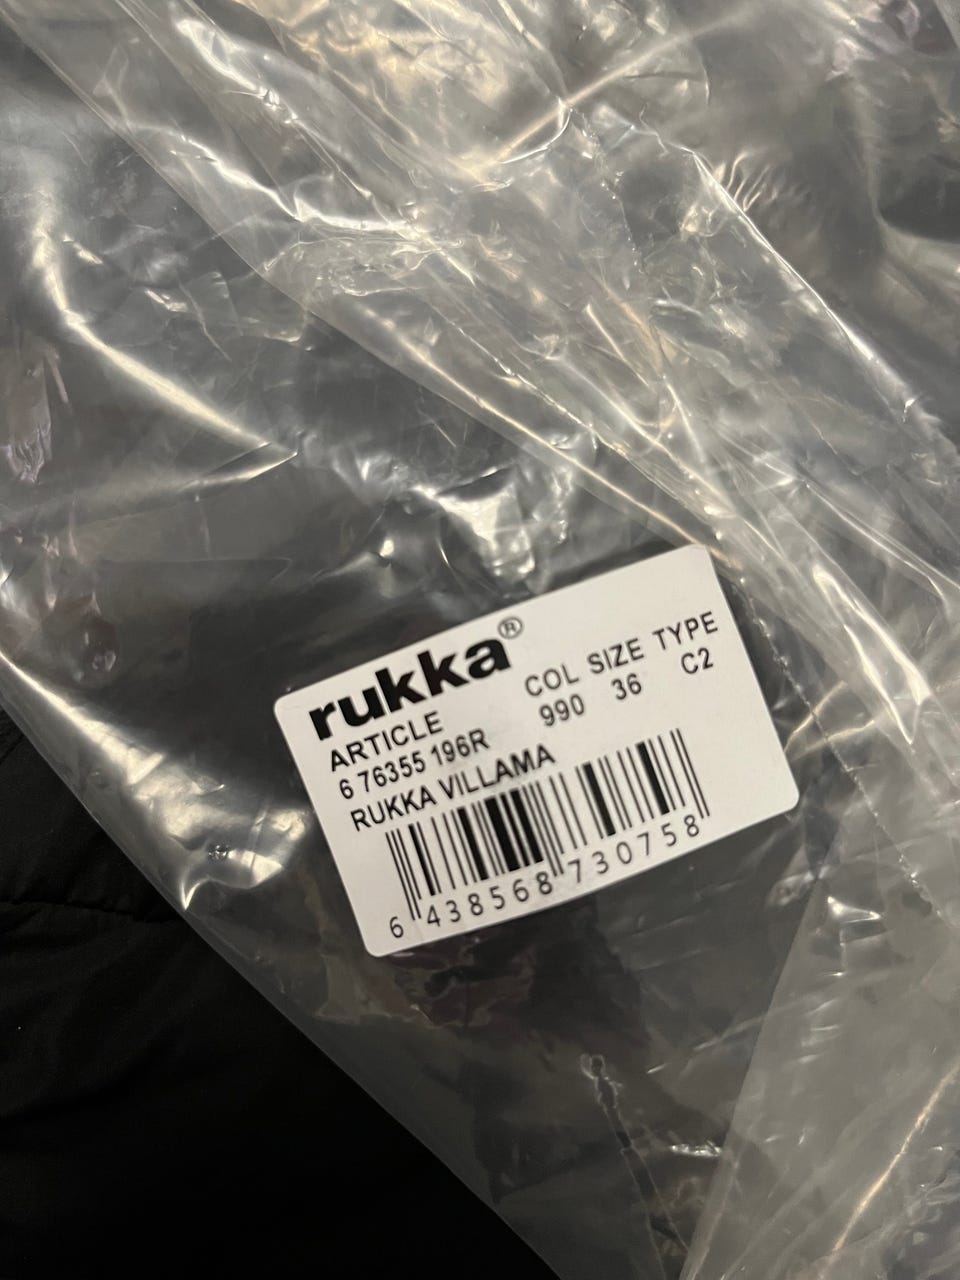 rukka®
ARTICLE COL SIZE TYPE
6 76355 196R 990 36 C2
RUKKA VILLAMA
6 438568 730758